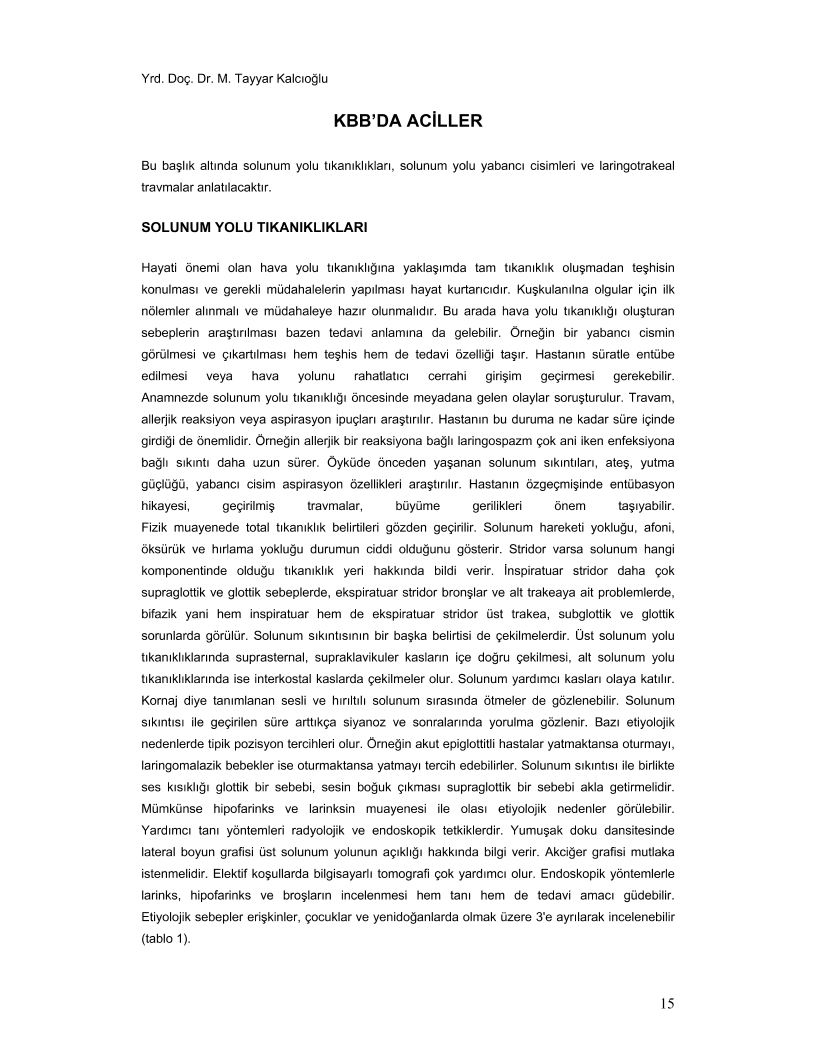 Yrd. Doç. Dr. M. Tayyar Kalcıoğlu
KBB’DA ACİLLER
Bu başlık altında solunum yolu tıkanıklıkları, solunum yolu yabancı cisimleri ve laringotrakeal
travmalar anlatılacaktır.
SOLUNUM YOLU TIKANIKLIKLARI
Hayati önemi olan hava yolu tıkanıklığına yaklaşımda tam tıkanıklık oluşmadan teşhisin
konulması ve gerekli müdahalelerin yapılması hayat kurtarıcıdır. Kuşkulanılna olgular için ilk
nölemler alınmalı ve müdahaleye hazır olunmalıdır. Bu arada hava yolu tıkanıklığı oluşturan
sebeplerin araştırılması bazen tedavi anlamına da gelebilir. Örneğin bir yabancı cismin
görülmesi ve çıkartılması hem teşhis hem de tedavi özelliği taşır. Hastanın süratle entübe
edilmesi veya hava yolunu rahatlatıcı cerrahi girişim geçirmesi gerekebilir.
Anamnezde solunum yolu tıkanıklığı öncesinde meyadana gelen olaylar soruşturulur. Travam,
allerjik reaksiyon veya aspirasyon ipuçları araştırılır. Hastanın bu duruma ne kadar süre içinde
girdiği de önemlidir. Örneğin allerjik bir reaksiyona bağlı laringospazm çok ani iken enfeksiyona
bağlı sıkıntı daha uzun sürer. Öyküde önceden yaşanan solunum sıkıntıları, ateş, yutma
güçlüğü, yabancı cisim aspirasyon özellikleri araştırılır. Hastanın özgeçmişinde entübasyon
hikayesi, geçirilmiş travmalar, büyüme gerilikleri önem taşıyabilir.
Fizik muayenede total tıkanıklık belirtileri gözden geçirilir. Solunum hareketi yokluğu, afoni,
öksürük ve hırlama yokluğu durumun ciddi olduğunu gösterir. Stridor varsa solunum hangi
komponentinde olduğu tıkanıklık yeri hakkında bildi verir. İnspiratuar stridor daha çok
supraglottik ve glottik sebeplerde, ekspiratuar stridor bronşlar ve alt trakeaya ait problemlerde,
bifazik yani hem inspiratuar hem de ekspiratuar stridor üst trakea, subglottik ve glottik
sorunlarda görülür. Solunum sıkıntısının bir başka belirtisi de çekilmelerdir. Üst solunum yolu
tıkanıklıklarında suprasternal, supraklavikuler kasların içe doğru çekilmesi, alt solunum yolu
tıkanıklıklarında ise interkostal kaslarda çekilmeler olur. Solunum yardımcı kasları olaya katılır.
Kornaj diye tanımlanan sesli ve hırıltılı solunum sırasında ötmeler de gözlenebilir. Solunum
sıkıntısı ile geçirilen süre arttıkça siyanoz ve sonralarında yorulma gözlenir. Bazı etiyolojik
nedenlerde tipik pozisyon tercihleri olur. Örneğin akut epiglottitli hastalar yatmaktansa oturmayı,
laringomalazik bebekler ise oturmaktansa yatmayı tercih edebilirler. Solunum sıkıntısı ile birlikte
ses kısıklığı glottik bir sebebi, sesin boğuk çıkması supraglottik bir sebebi akla getirmelidir.
Mümkünse hipofarinks ve larinksin muayenesi ile olası etiyolojik nedenler görülebilir.
Yardımcı tanı yöntemleri radyolojik ve endoskopik tetkiklerdir. Yumuşak doku dansitesinde
lateral boyun grafisi üst solunum yolunun açıklığı hakkında bilgi verir. Akciğer grafisi mutlaka
istenmelidir. Elektif koşullarda bilgisayarlı tomografi çok yardımcı olur. Endoskopik yöntemlerle
larinks, hipofarinks ve broşların incelenmesi hem tanı hem de tedavi amacı güdebilir.
Etiyolojik sebepler erişkinler, çocuklar ve yenidoğanlarda olmak üzere 3'e ayrılarak incelenebilir
(tablo 1).
15